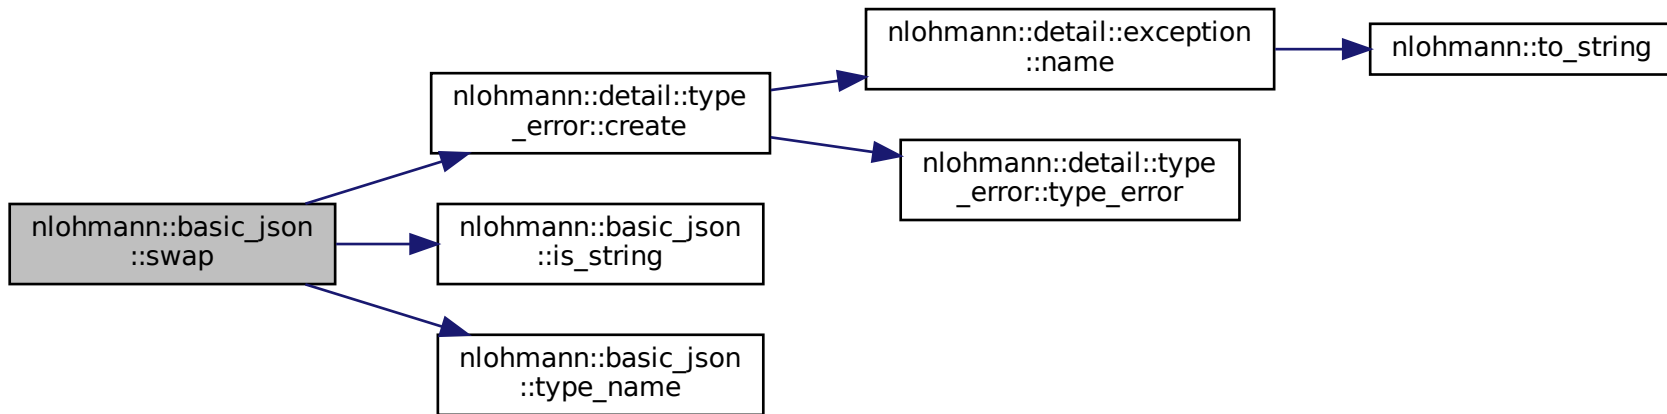 nlohmann::basic_json
::swap
nlohmann::detail::type
_error::create
nlohmann::basic_json
::is_string
nlohmann::basic_json
::type_name
nlohmann::detail::exception
::name
nlohmann::detail::type
_error::type_error
nlohmann::to_string